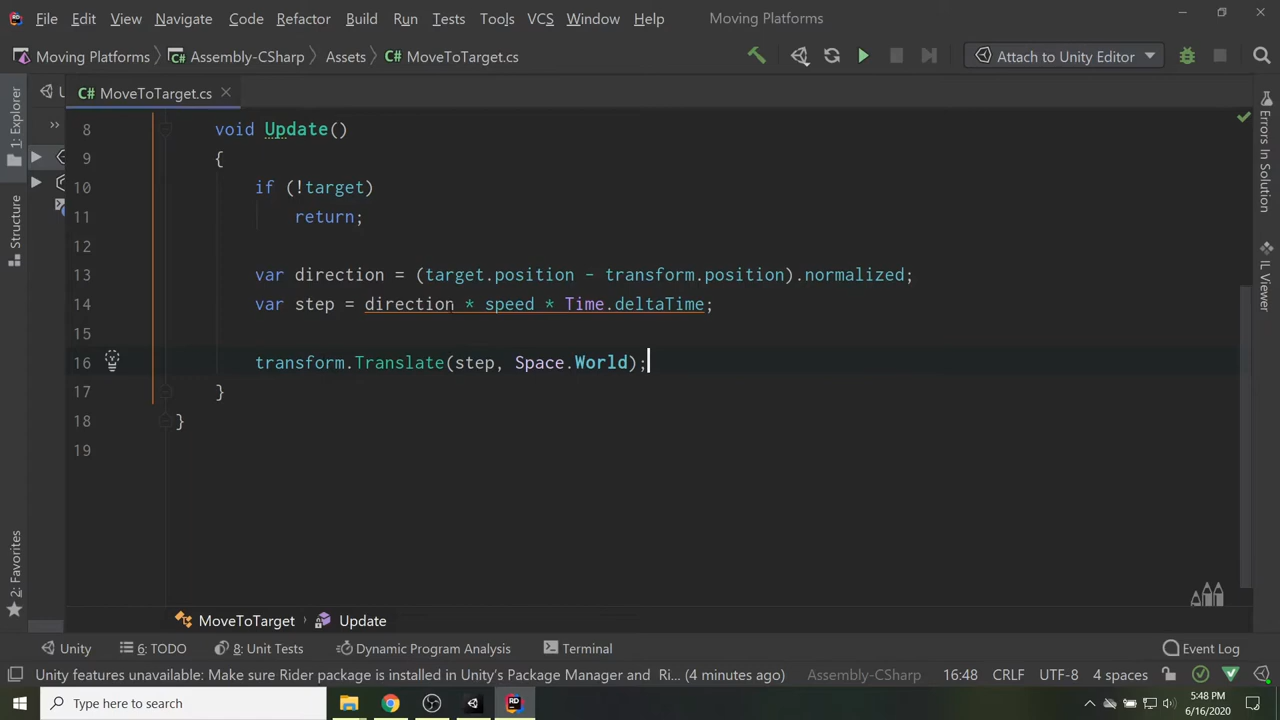 File Edit View Navigate Code Refactor Build Run Tests Tools VCS Window Help Moving Platforms
Moving Platforms Assembly-CSharp Assets C# MoveToTarget.cs Attach to Unity Editor
1: Explorer
Structure
2: Favorites
U
C# MoveToTarget.cs
8 void Update()
9 {
10 if (!target)
11 return;
12
13 var direction = (target.position - transform.position).normalized;
14 var step = direction * speed * Time.deltaTime;
15
16 transform.Translate(step, Space.World);
17 }
18 }
19
Errors In Solution
IL Viewer
MoveToTarget Update
Unity 6: TODO 8: Unit Tests Dynamic Program Analysis Terminal Event Log
Unity features unavailable: Make sure Rider package is installed in Unity's Package Manager and Ri... (4 minutes ago) Assembly-CSharp 16:48 CRLF UTF-8 4 spaces
Type here to search RD 5:48 PM
6/16/2020